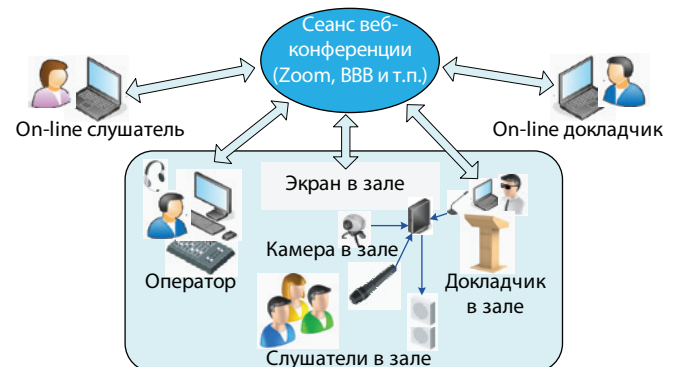 Сеанс веб-
конференции
(Zoom, BBB и т.п.)
On-line слушатель
On-line докладчик
Экран в зале
Камера в зале
Оператор
Докладчик
в зале
Слушатели в зале